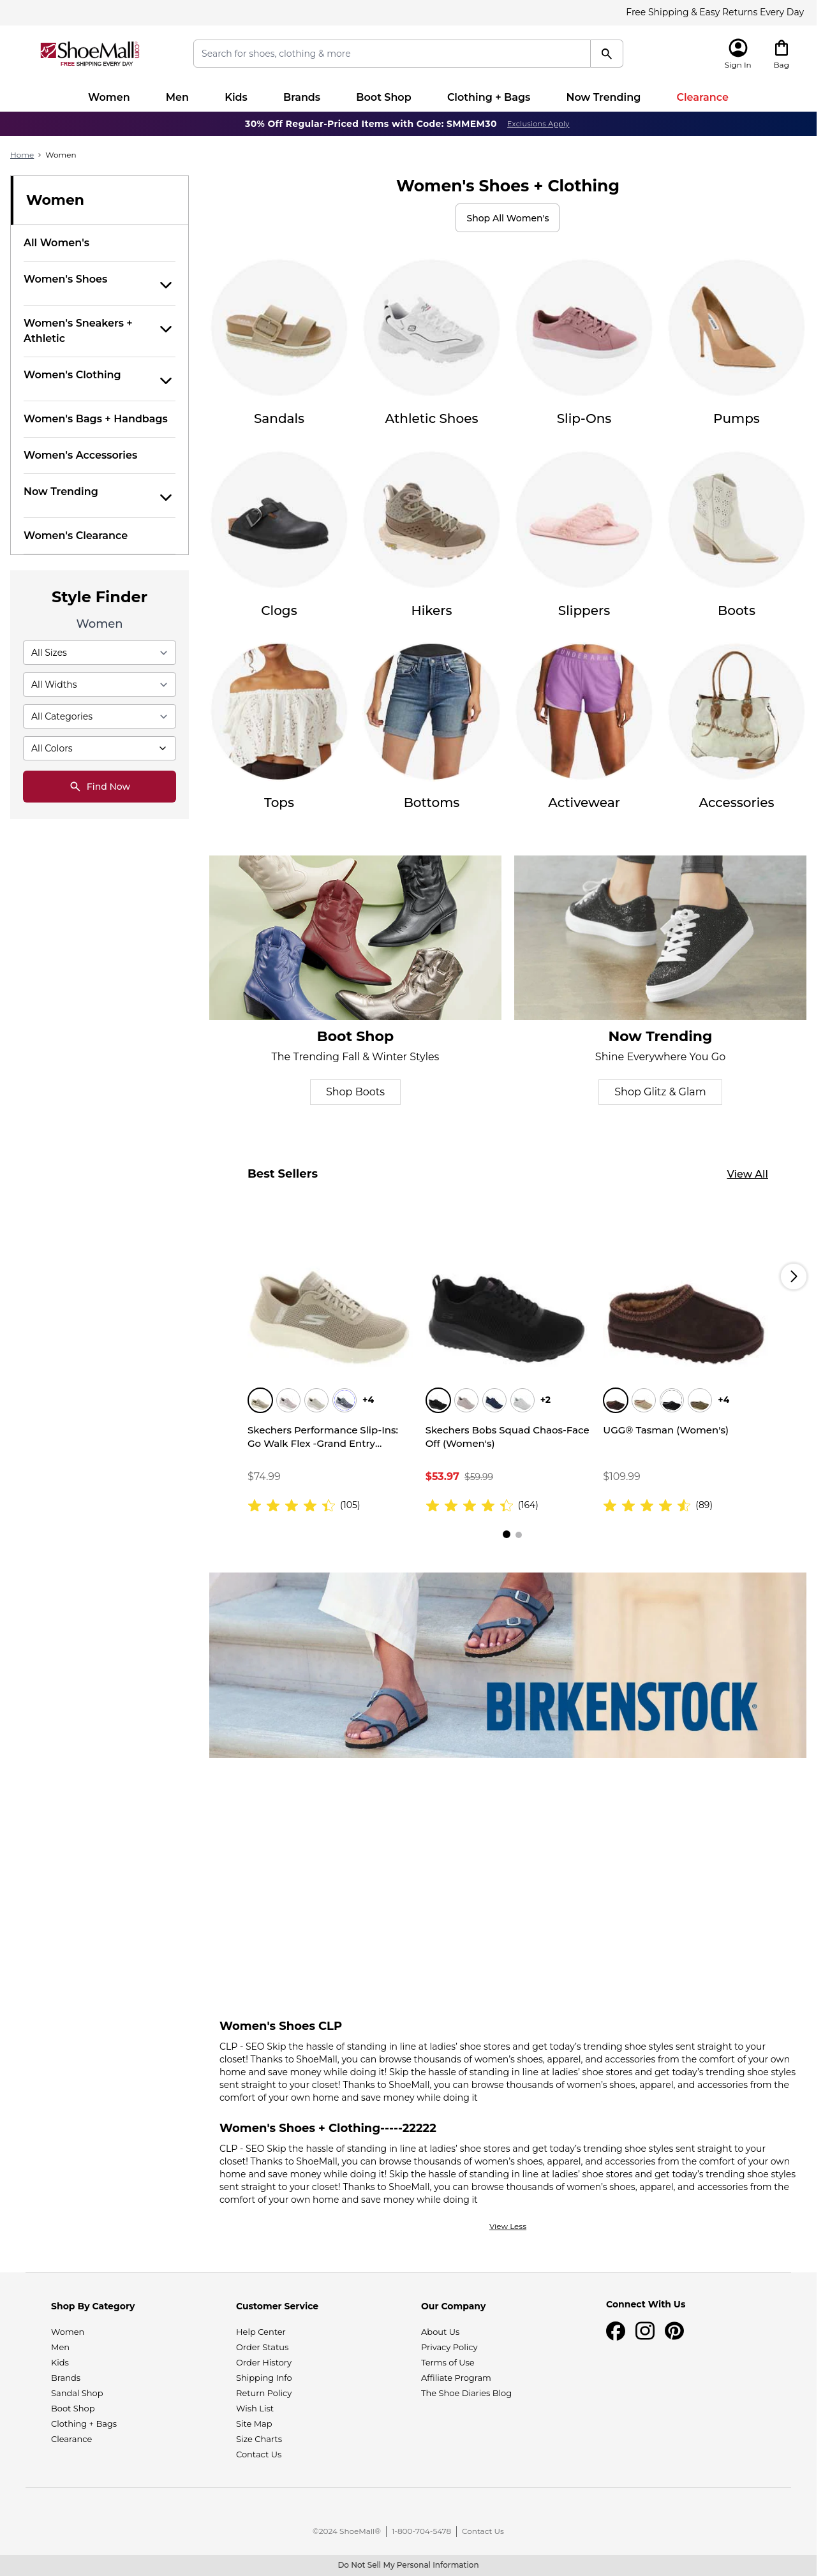 Free Shipping & Easy Returns Every Day
ShoeMall.com
FREE SHIPPING EVERY DAY
Search for shoes, clothing & more
Sign In
Bag
Women Men Kids Brands Boot Shop Clothing + Bags Now Trending Clearance
30% Off Regular-Priced Items with Code: SMMEM30 Exclusions Apply
Home › Women
Women
All Women's
Women's Shoes
Women's Sneakers +
Athletic
Women's Clothing
Women's Bags + Handbags
Women's Accessories
Now Trending
Women's Clearance
Style Finder
Women
All Sizes
All Widths
All Categories
All Colors
Find Now
Women's Shoes + Clothing
Shop All Women's
Sandals Athletic Shoes Slip-Ons Pumps
Clogs Hikers Slippers Boots
UNDER ARMOUR
Tops Bottoms Activewear Accessories
Boot Shop
The Trending Fall & Winter Styles
Shop Boots
Now Trending
Shine Everywhere You Go
Shop Glitz & Glam
Best Sellers
View All
+4
Skechers Performance Slip-Ins:
Go Walk Flex -Grand Entry...
$74.99
(105)
+2
Skechers Bobs Squad Chaos-Face
Off (Women's)
$53.97 $59.99
(164)
+4
UGG® Tasman (Women's)
$109.99
(89)
BIRKENSTOCK®
Women's Shoes CLP
CLP - SEO Skip the hassle of standing in line at ladies' shoe stores and get today's trending shoe styles sent straight to your
closet! Thanks to ShoeMall, you can browse thousands of women's shoes, apparel, and accessories from the comfort of your own
home and save money while doing it! Skip the hassle of standing in line at ladies' shoe stores and get today's trending shoe styles
sent straight to your closet! Thanks to ShoeMall, you can browse thousands of women's shoes, apparel, and accessories from the
comfort of your own home and save money while doing it
Women's Shoes + Clothing-----22222
CLP - SEO Skip the hassle of standing in line at ladies' shoe stores and get today's trending shoe styles sent straight to your
closet! Thanks to ShoeMall, you can browse thousands of women's shoes, apparel, and accessories from the comfort of your own
home and save money while doing it! Skip the hassle of standing in line at ladies' shoe stores and get today's trending shoe styles
sent straight to your closet! Thanks to ShoeMall, you can browse thousands of women's shoes, apparel, and accessories from the
comfort of your own home and save money while doing it
View Less
Shop By Category
Women
Men
Kids
Brands
Sandal Shop
Boot Shop
Clothing + Bags
Clearance
Customer Service
Help Center
Order Status
Order History
Shipping Info
Return Policy
Wish List
Site Map
Size Charts
Contact Us
Our Company
About Us
Privacy Policy
Terms of Use
Affiliate Program
The Shoe Diaries Blog
Connect With Us
©2024 ShoeMall® | 1-800-704-5478 | Contact Us
Do Not Sell My Personal Information